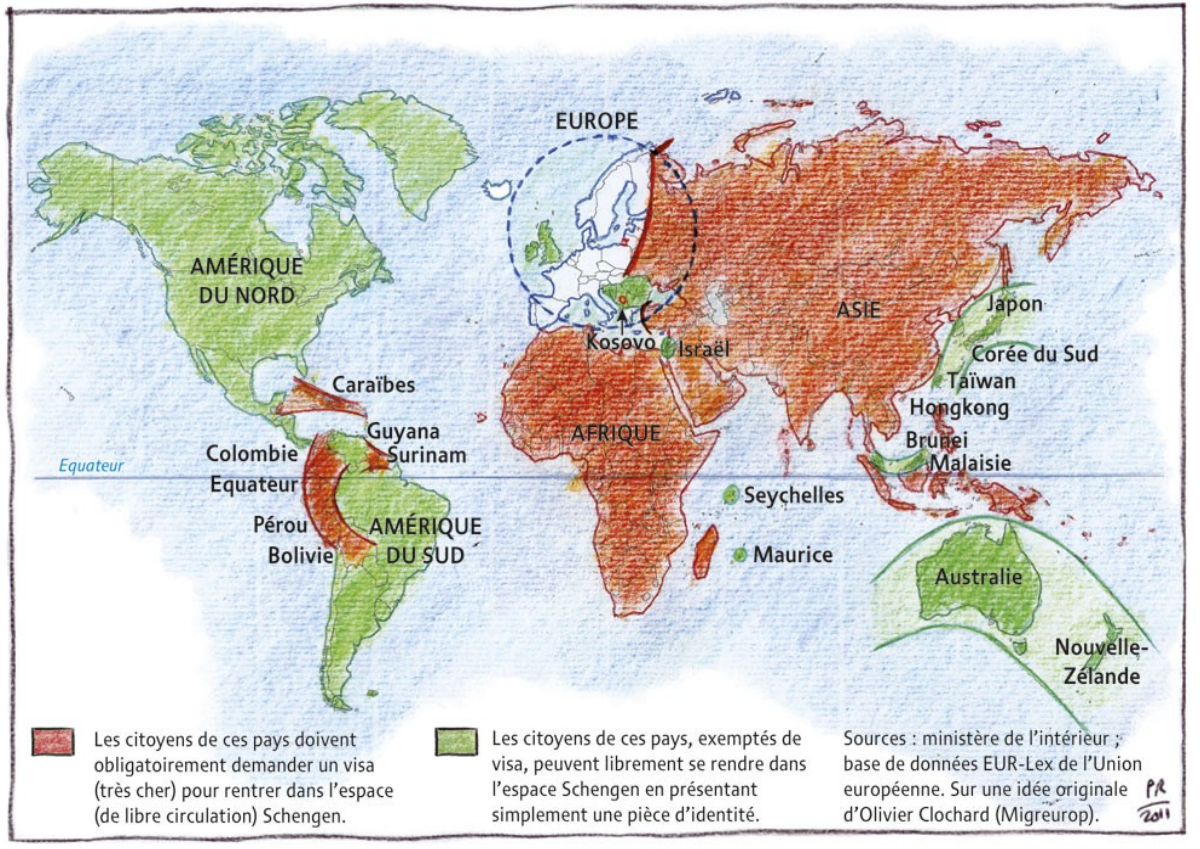 EUROPE
AMÉRIQUE
DU NORD
ASIE
Japon
Kosovo
Israël
Corée du Sud
Taïwan
Hongkong
Caraïbes
AFRIQUE
Guyana
Surinam
Colombie
Equateur
Brunei
Malaisie
Equateur
Seychelles
Pérou
Bolivie
AMÉRIQUE
DU SUD
Maurice
Australie
Nouvelle-
Zélande
Les citoyens de ces pays doivent
obligatoirement demander un visa
(très cher) pour rentrer dans l'espace
(de libre circulation) Schengen.
Les citoyens de ces pays, exemptés de
visa, peuvent librement se rendre dans
l'espace Schengen en présentant
simplement une pièce d'identité.
Sources : ministère de l'intérieur ;
base de données EUR-Lex de l'Union
européenne. Sur une idée originale
d'Olivier Clochard (Migreurop).
PR
2011